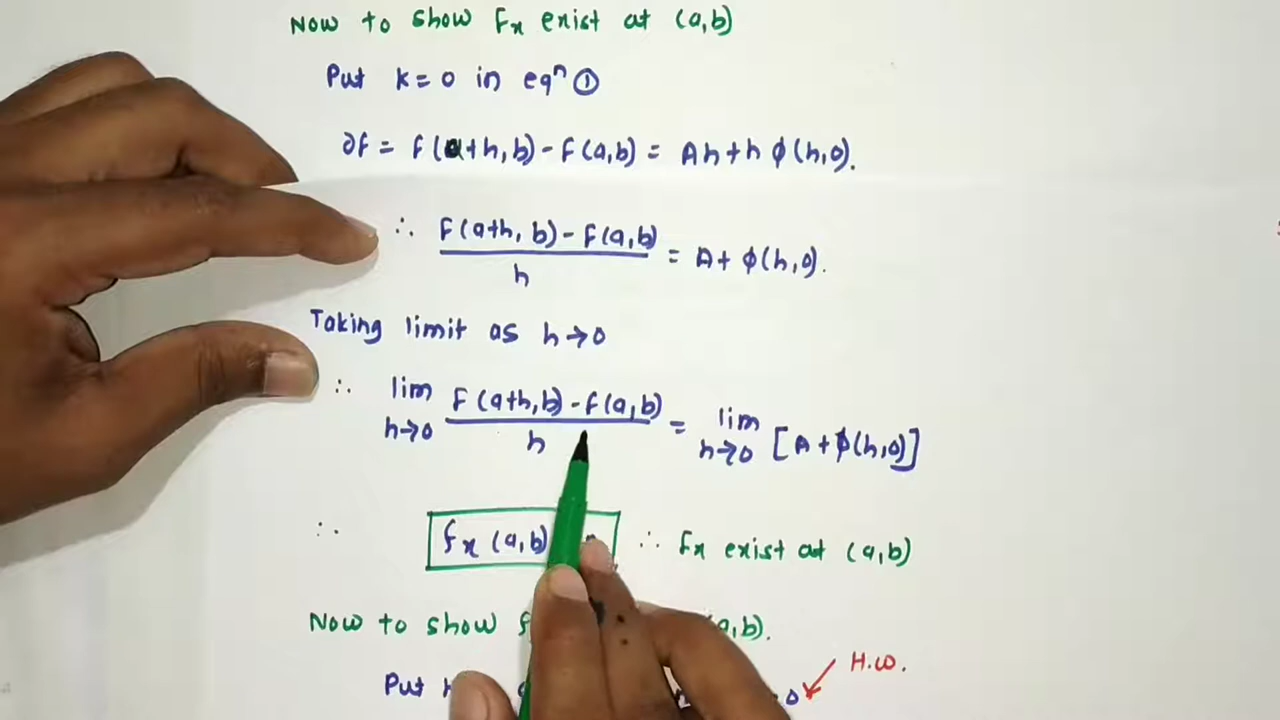 Now to show fx exist at (a,b)
Put k=0 in eqn ①
∂f = f(a+h, b) - f(a,b) = Ah + h φ(h,0).
∴ f(a+h, b) - f(a,b) / h = A + φ(h,0).
Taking limit as h→0
∴ lim h→0 f(a+h,b) - f(a,b) / h = lim h→0 [A + φ(h,0)]
∴ fx (a,b) ∴ fx exist at (a,b)
Now to show a,b).
H.w.
Put 0